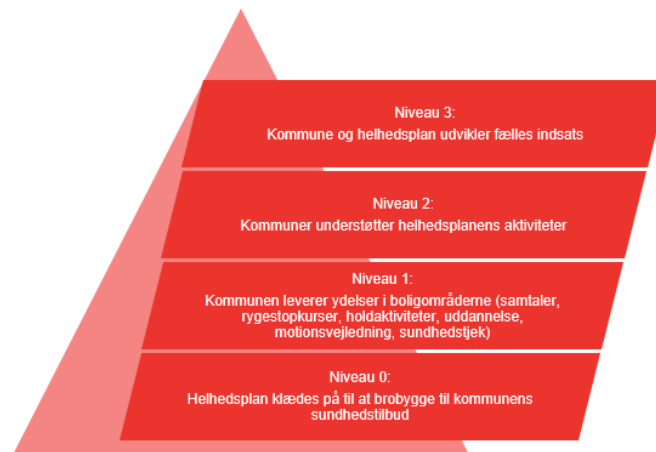 Niveau 3:
Kommune og helhedsplan udvikler fælles indsats
Niveau 2:
Kommuner understøtter helhedsplanens aktiviteter
Niveau 1:
Kommunen leverer ydelser i boligområderne (samtaler,
rygestopkurser, holdaktiviteter, uddannelse,
motionsvejledning, sundhedstjek)
Niveau 0:
Helhedsplan klædes på til at brobygge til kommunens
sundhedstilbud